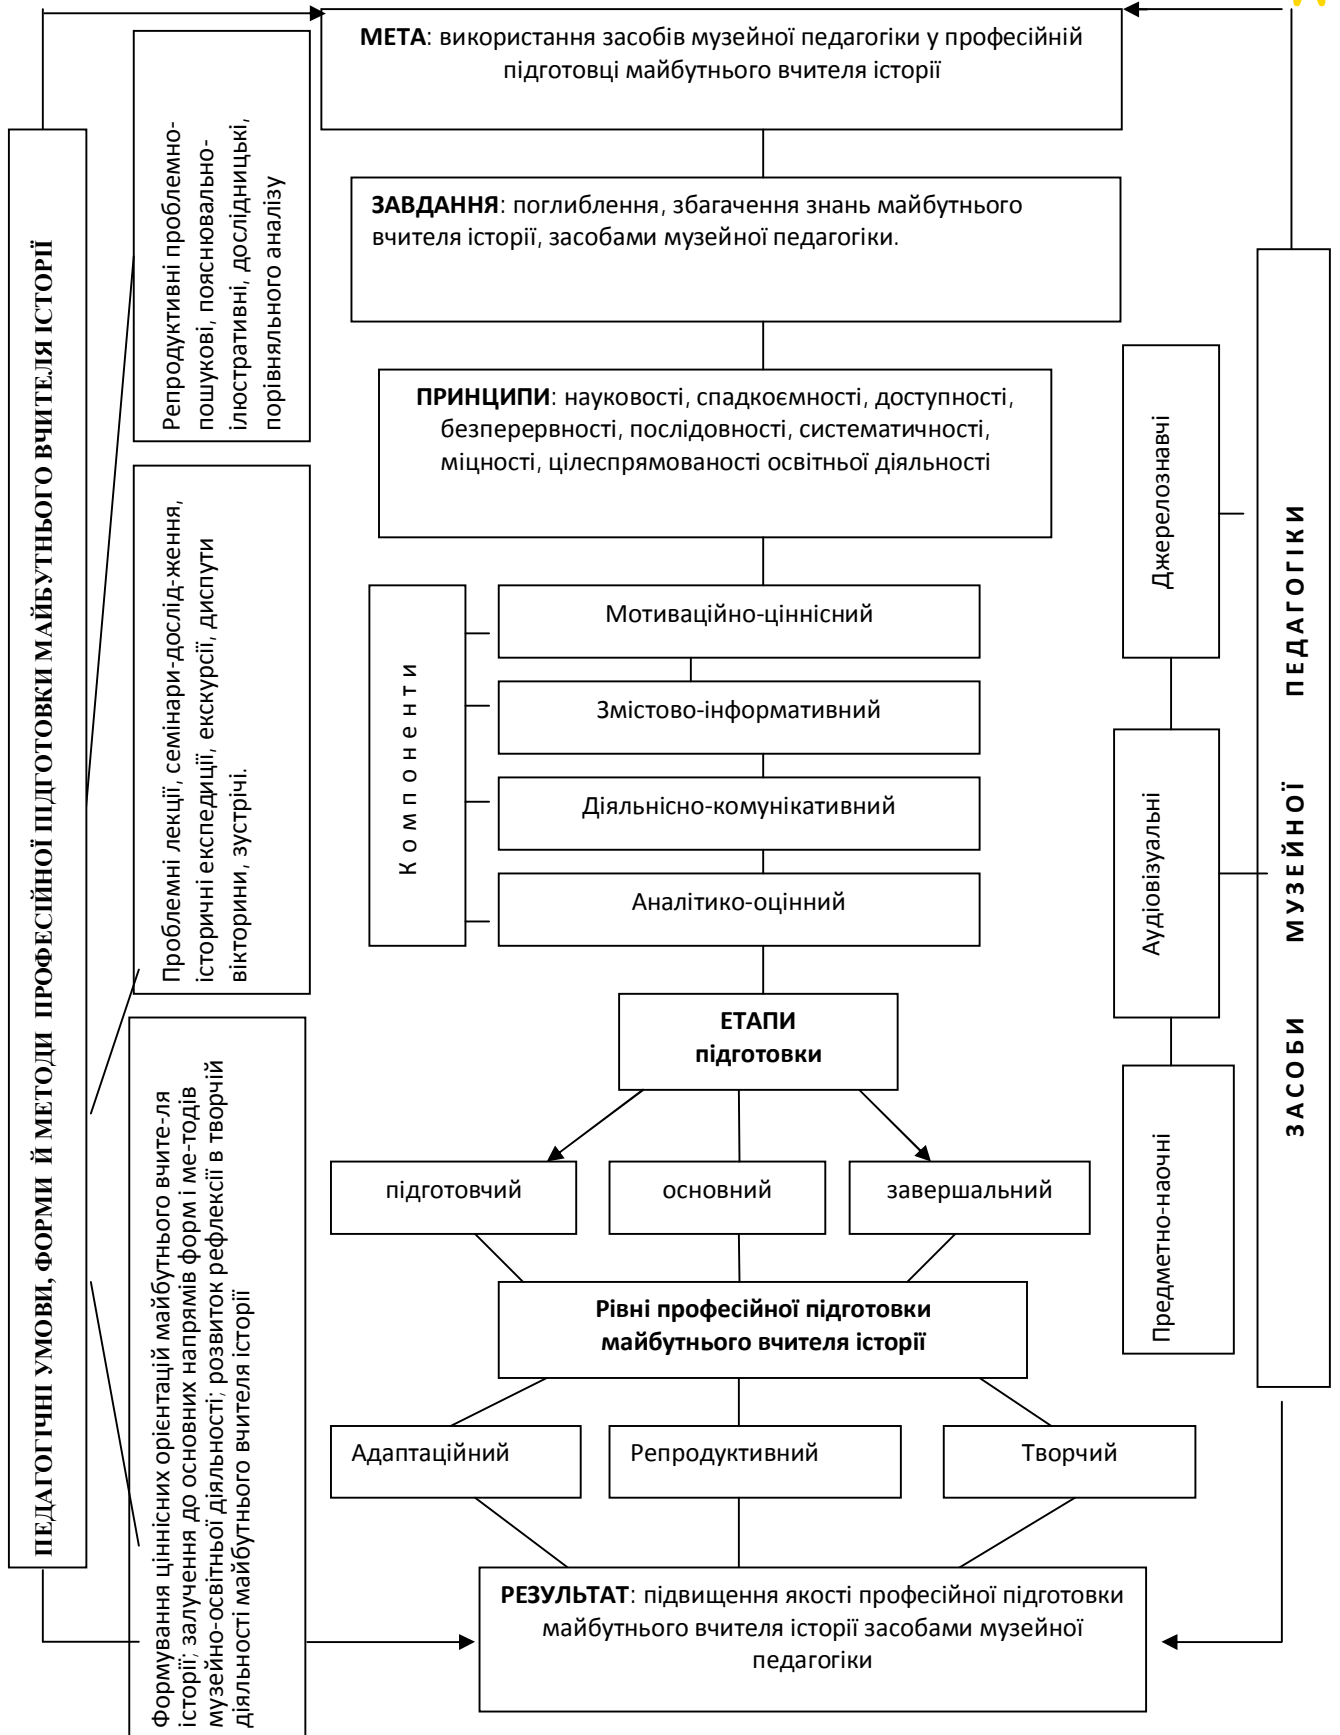 МЕТА: використання засобів музейної педагогіки у професійній
підготовці майбутнього вчителя історії
ЗАВДАННЯ: поглиблення, збагачення знань майбутнього
вчителя історії, засобами музейної педагогіки.
ПРИНЦИПИ: науковості, спадкоємності, доступності,
безперервності, послідовності, систематичності,
міцності, цілеспрямованості освітньої діяльності
Компоненти
Мотиваційно-ціннісний
Змістово-інформативний
Діяльнісно-комунікативний
Аналітико-оцінний
ЕТАПИ
підготовки
підготовчий
основний
завершальний
Рівні професійної підготовки
майбутнього вчителя історії
Адаптаційний
Репродуктивний
Творчий
РЕЗУЛЬТАТ: підвищення якості професійної підготовки
майбутнього вчителя історії засобами музейної
педагогіки
ПЕДАГОГІЧНІ УМОВИ, ФОРМИ Й МЕТОДИ ПРОФЕСІЙНОЇ ПІДГОТОВКИ МАЙБУТНЬОГО ВЧИТЕЛЯ ІСТОРІЇ
Репродуктивні проблемно-
пошукові, пояснювально-
ілюстративні, дослідницькі,
порівняльного аналізу
Проблемні лекції, семінари-дослід-ження,
історичні експедиції, екскурсії, диспути
вікторини, зустрічі.
Формування ціннісних орієнтацій майбутнього вчите-ля
історії; залучення до основних напрямів форм і ме-тодів
музейно-освітньої діяльності; розвиток рефлексії в творчій
діяльності майбутнього вчителя історії
Джерелознавчі
Аудіовізуальні
Предметно-наочні
ЗАСОБИ МУЗЕЙНОЇ ПЕДАГОГІКИ